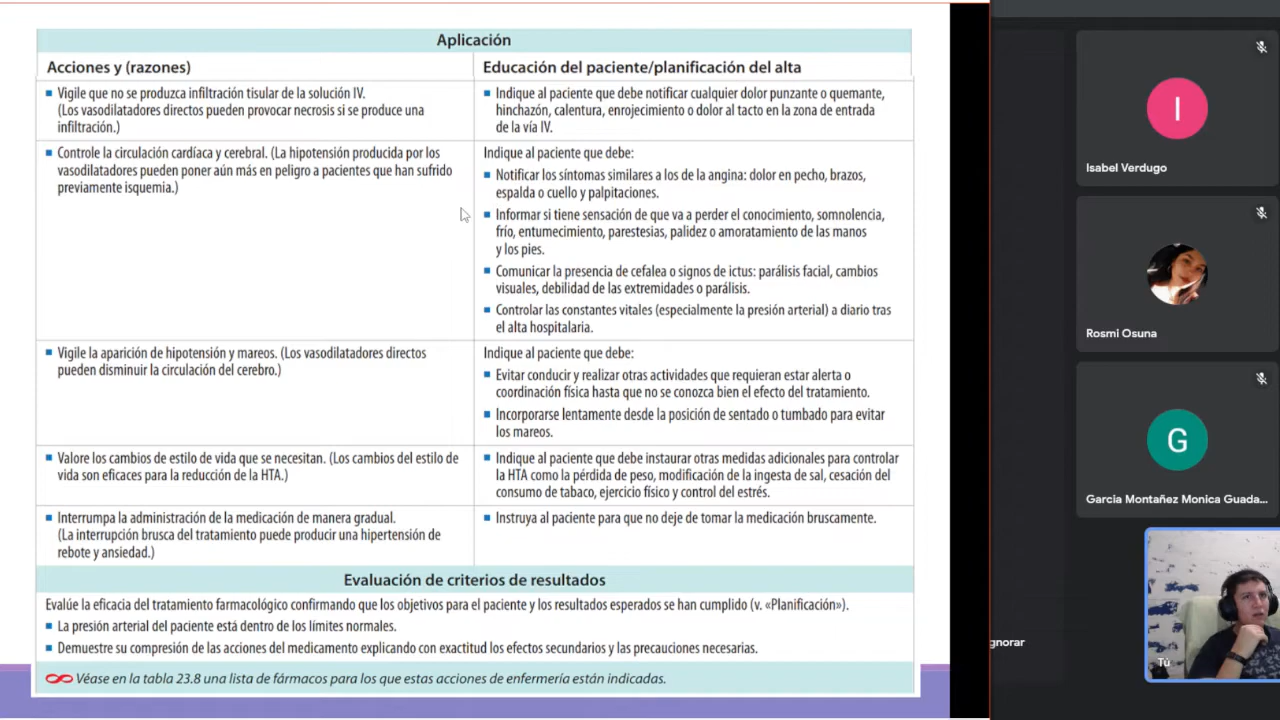 Aplicación
Acciones y (razones)
Educación del paciente/planificación del alta
Vigile que no se produzca infiltración tisular de la solución IV.
(Los vasodilatadores directos pueden provocar necrosis si se produce una
infiltración.)
Indique al paciente que debe notificar cualquier dolor punzante o quemante,
hinchazón, calentura, enrojecimiento o dolor al tacto en la zona de entrada
de la vía IV.
Controle la circulación cardíaca y cerebral. (La hipotensión producida por los
vasodilatadores pueden poner aún más en peligro a pacientes que han sufrido
previamente isquemia.)
Indique al paciente que debe:
Notificar los síntomas similares a los de la angina: dolor en pecho, brazos,
espalda o cuello y palpitaciones.
Informar si tiene sensación de que va a perder el conocimiento, somnolencia,
frío, entumecimiento, parestesias, palidez o amoratamiento de las manos
y los pies.
Comunicar la presencia de cefalea o signos de ictus: parálisis facial, cambios
visuales, debilidad de las extremidades o parálisis.
Controlar las constantes vitales (especialmente la presión arterial) a diario tras
el alta hospitalaria.
Vigile la aparición de hipotensión y mareos. (Los vasodilatadores directos
pueden disminuir la circulación del cerebro.)
Indique al paciente que debe:
Evitar conducir y realizar otras actividades que requieran estar alerta o
coordinación física hasta que no se conozca bien el efecto del tratamiento.
Incorporarse lentamente desde la posición de sentado o tumbado para evitar
los mareos.
Valore los cambios de estilo de vida que se necesitan. (Los cambios del estilo de
vida son eficaces para la reducción de la HTA.)
Indique al paciente que debe instaurar otras medidas adicionales para controlar
la HTA como la pérdida de peso, modificación de la ingesta de sal, cesación del
consumo de tabaco, ejercicio físico y control del estrés.
Interrumpa la administración de la medicación de manera gradual.
(La interrupción brusca del tratamiento puede producir una hipertensión de
rebote y ansiedad.)
Instruya al paciente para que no deje de tomar la medicación bruscamente.
Evaluación de criterios de resultados
Evalúe la eficacia del tratamiento farmacológico confirmando que los objetivos para el paciente y los resultados esperados se han cumplido (v. «Planificación»).
La presión arterial del paciente está dentro de los límites normales.
Demuestre su compresión de las acciones del medicamento explicando con exactitud los efectos secundarios y las precauciones necesarias.
Véase en la tabla 23.8 una lista de fármacos para los que estas acciones de enfermería están indicadas.
I
Isabel Verdugo
Rosmi Osuna
G
Garcia Montañez Monica Guada...
gnorar
Tú